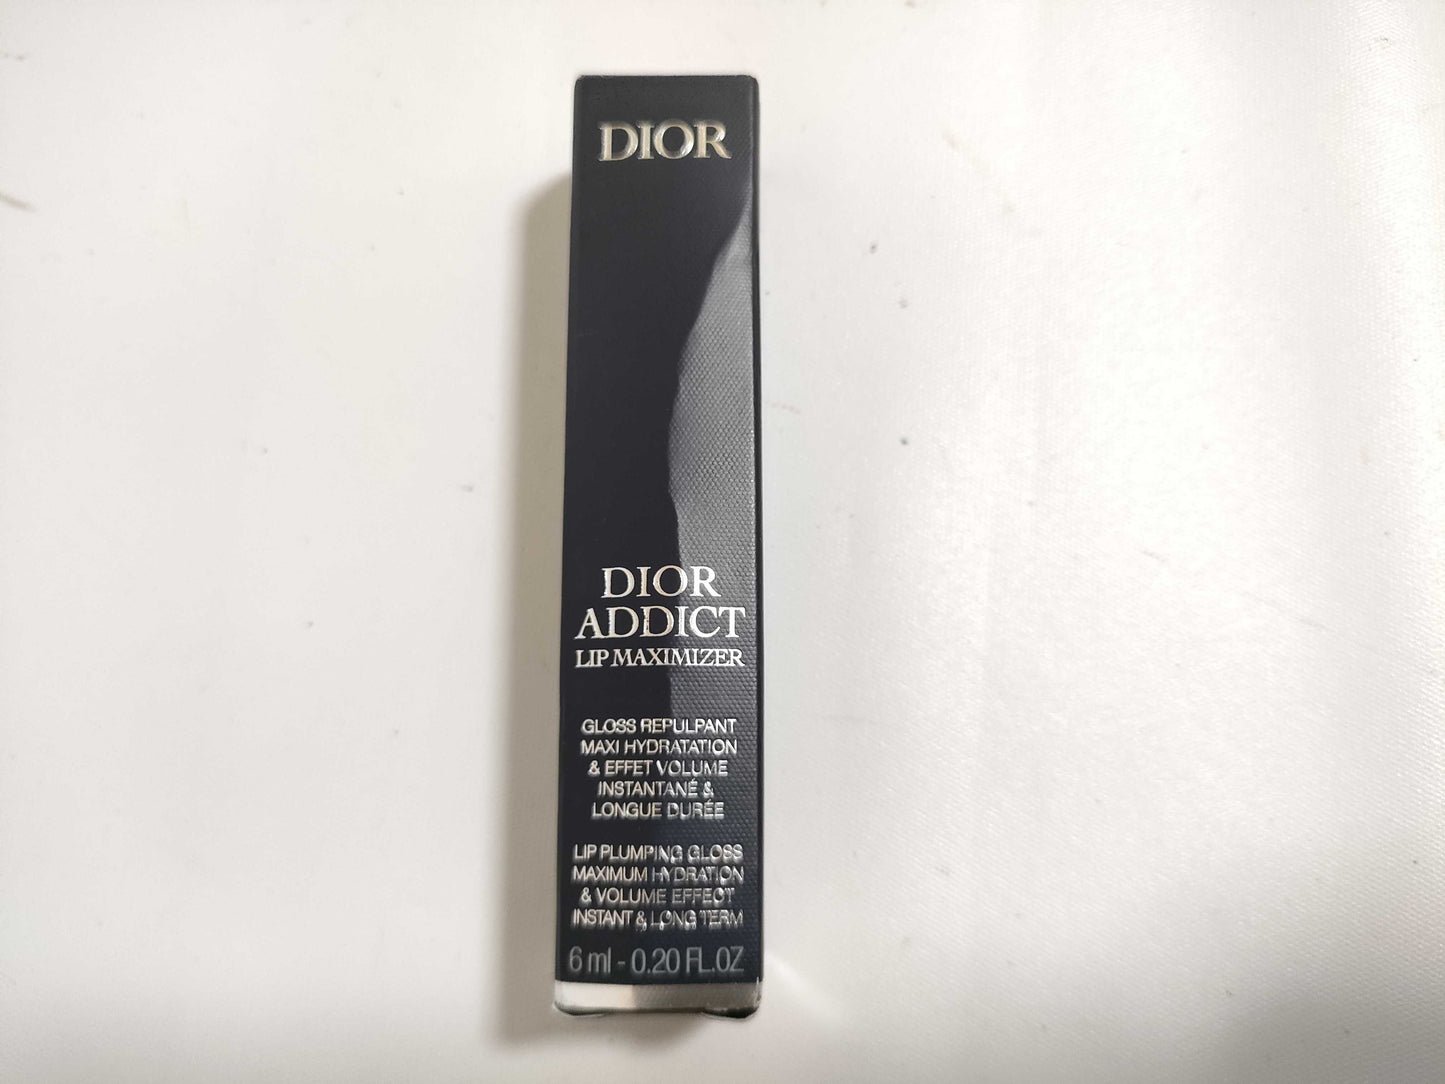 DIOR
DIOR
ADDICT
LIP MAXIMIZER
GLOSS REPULPANT
MAXI HYDRATATION
& EFFET VOLUME
INSTANTANÉ &
LONGUE DURÉE
LIP PLUMPING GLOSS
MAXIMUM HYDRATION
& VOLUME EFFECT
INSTANT & LONG TERM
6 ml - 0.20 FL.OZ